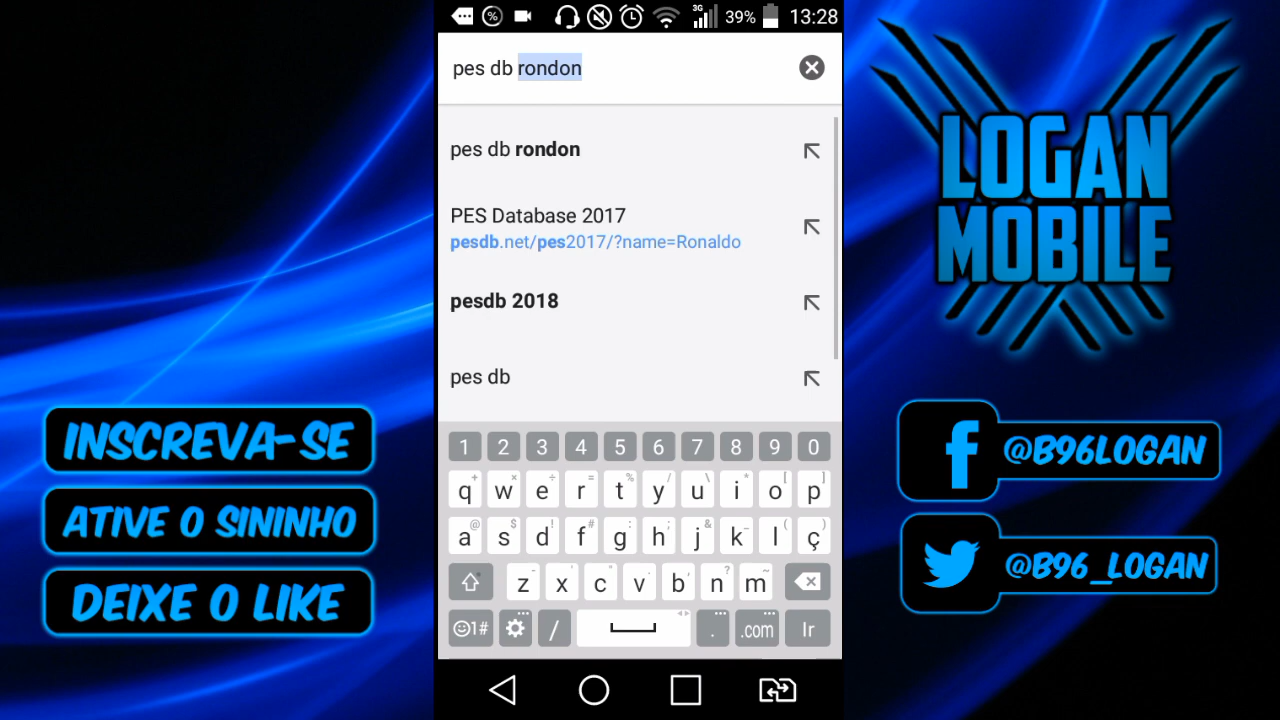 3G 39% 13:28
pes db rondon
pes db rondon
PES Database 2017
pesdb.net/pes2017/?name=Ronaldo
pesdb 2018
pes db
1 2 3 4 5 6 7 8 9 0
q w e r t y u i o p
a s d f g h j k l ç
z x c v b n m
1# / . .com Ir
INSCREVA-SE
ATIVE O SININHO
DEIXE O LIKE
LOGAN
MOBILE
f @B96LOGAN
@B96_LOGAN